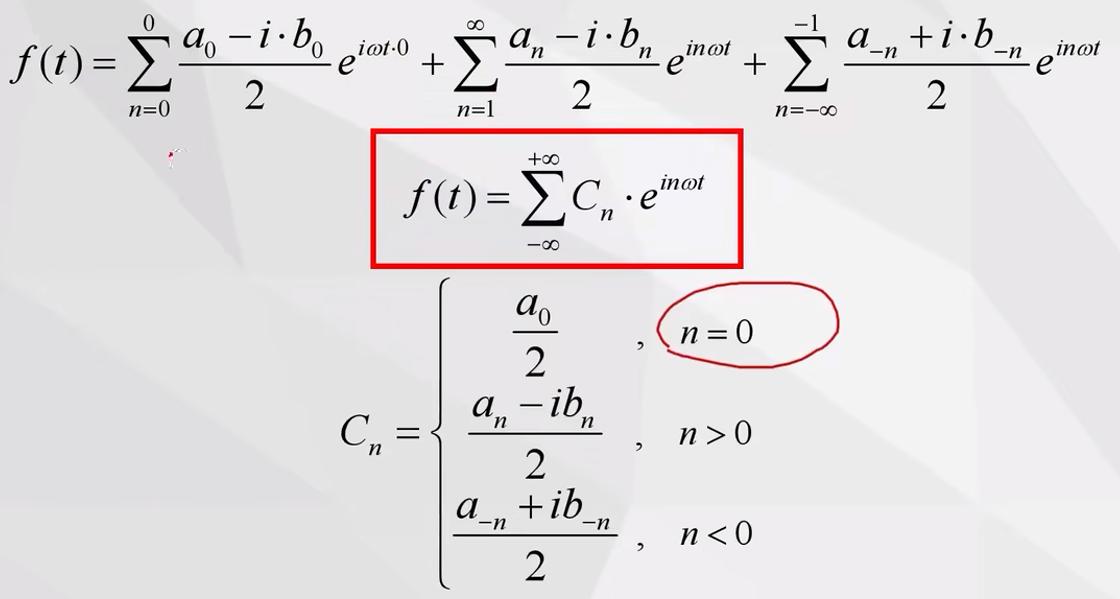 f(t) = \sum_{n=0}^{0} \frac{a_0 - i \cdot b_0}{2} e^{i\omega t \cdot 0} + \sum_{n=1}^{\infty} \frac{a_n - i \cdot b_n}{2} e^{in\omega t} + \sum_{n=-\infty}^{-1} \frac{a_{-n} + i \cdot b_{-n}}{2} e^{in\omega t}
f(t) = \sum_{-\infty}^{+\infty} C_n \cdot e^{in\omega t}
C_n = \begin{cases} \frac{a_0}{2} & , n = 0 \\
\frac{a_n - ib_n}{2} & , n > 0 \\
\frac{a_{-n} + ib_{-n}}{2} & , n < 0 \end{cases}